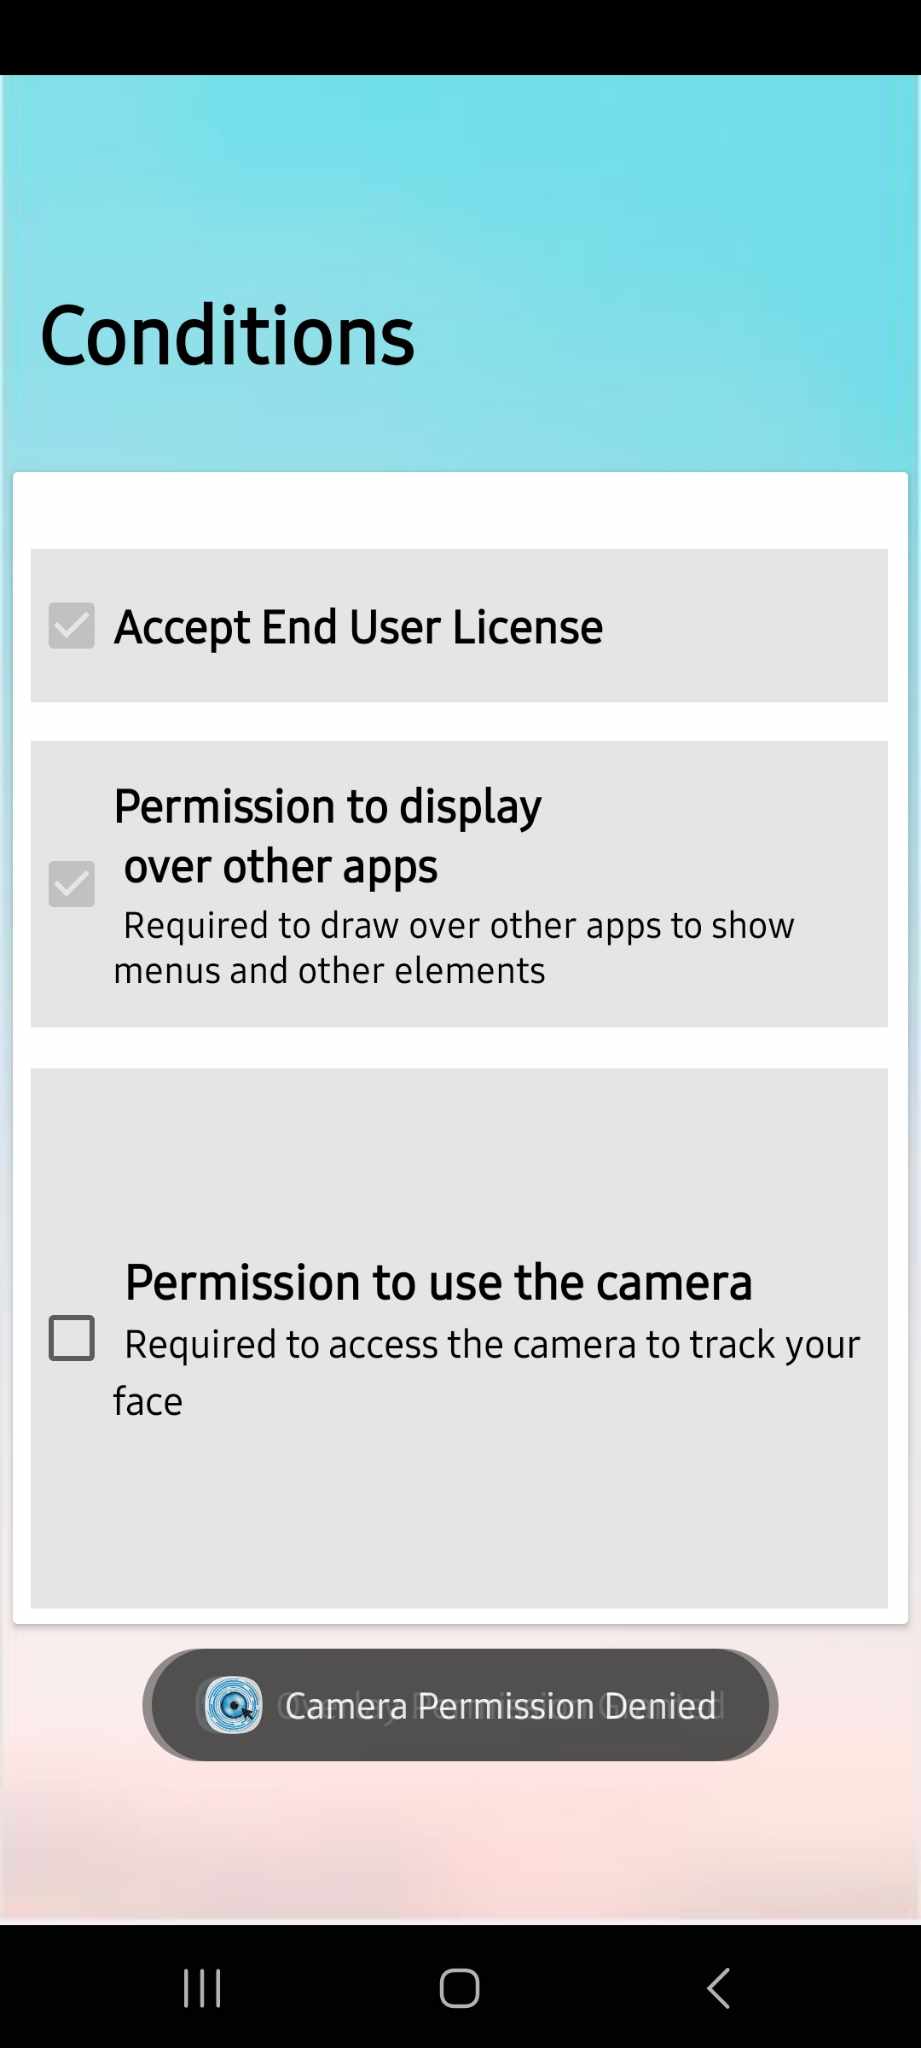 Conditions
Accept End User License
Permission to display
over other apps
Required to draw over other apps to show
menus and other elements
Permission to use the camera
Required to access the camera to track your
face
Camera Permission Denied